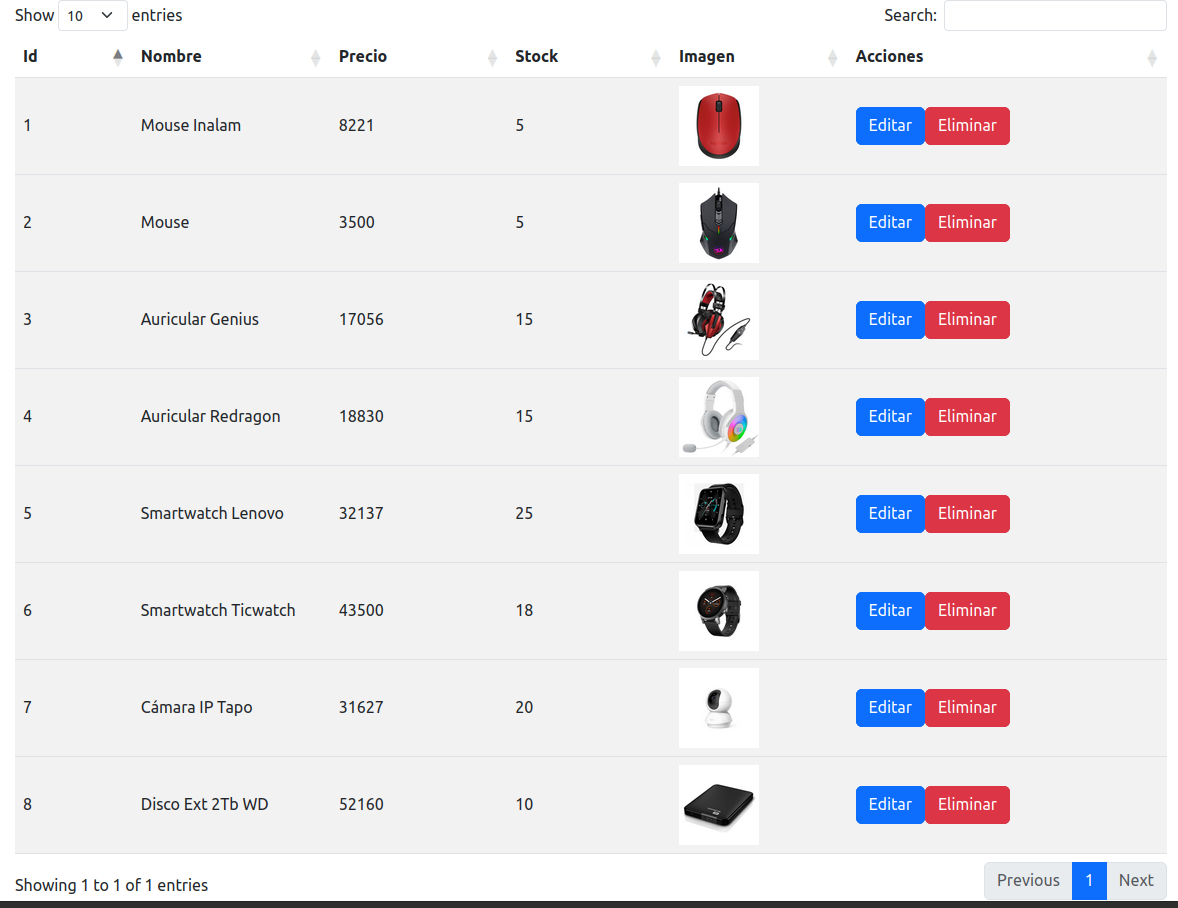 Show 10 entries Search:
Id Nombre Precio Stock Imagen Acciones
1 Mouse Inalam 8221 5 Editar Eliminar
2 Mouse 3500 5 Editar Eliminar
3 Auricular Genius 17056 15 Editar Eliminar
4 Auricular Redragon 18830 15 Editar Eliminar
5 Smartwatch Lenovo 32137 25 Editar Eliminar
6 Smartwatch Ticwatch 43500 18 Editar Eliminar
7 Cámara IP Tapo 31627 20 Editar Eliminar
8 Disco Ext 2Tb WD 52160 10 Editar Eliminar
Showing 1 to 1 of 1 entries Previous 1 Next